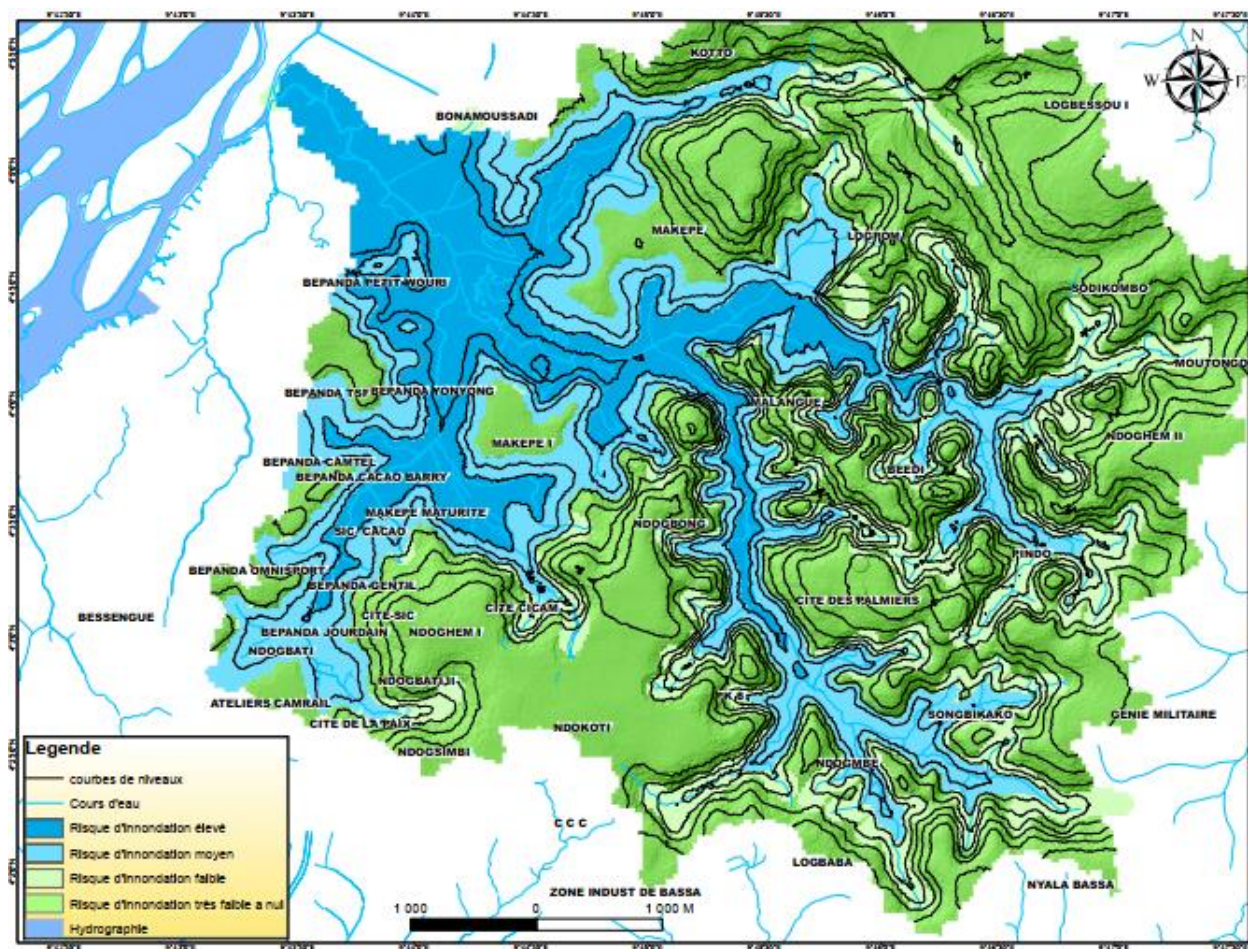 N
W E
S
KOTTO
LOGBESSOU I
BONAMOUSSADI
MAKEPE
LOGPOM
BEPANDA PETIT WOURI
SODIKOMBO
MOUTONGO
BEPANDA TSF
BEPANDA YONYONG
MALANGUE
MAKEPE I
NDOGHEM II
BEPANDA CAMTEL
BEEDI
BEPANDA CACAO BARRY
MAKEPE MATURITE
NDOGBONG
SIC CACAO
PINDO
BEPANDA OMNISPORT
BEPANDA GENTIL
CITE DES PALMIERS
CITE CICAM
BESSENGUE
CITE-SIC
BEPANDA JOURDAIN
NDOGHEM I
NDOGBATI
NDOGBATI II
K 8
ATELIERS CAMRAIL
SONGBIKAKO
GENIE MILITAIRE
CITE DE LA PAIX
NDOKOTI
NDOGSIMBI
NDOGMBE
C C C
LOGBABA
NYALA BASSA
ZONE INDUST DE BASSA
Legende
courbes de niveaux
Cours d'eau
Risque d'innondation élevé
Risque d'innondation moyen
Risque d'innondation faible
Risque d'innondation très faible a nul
Hydrographie
1 000 0 1 000 M